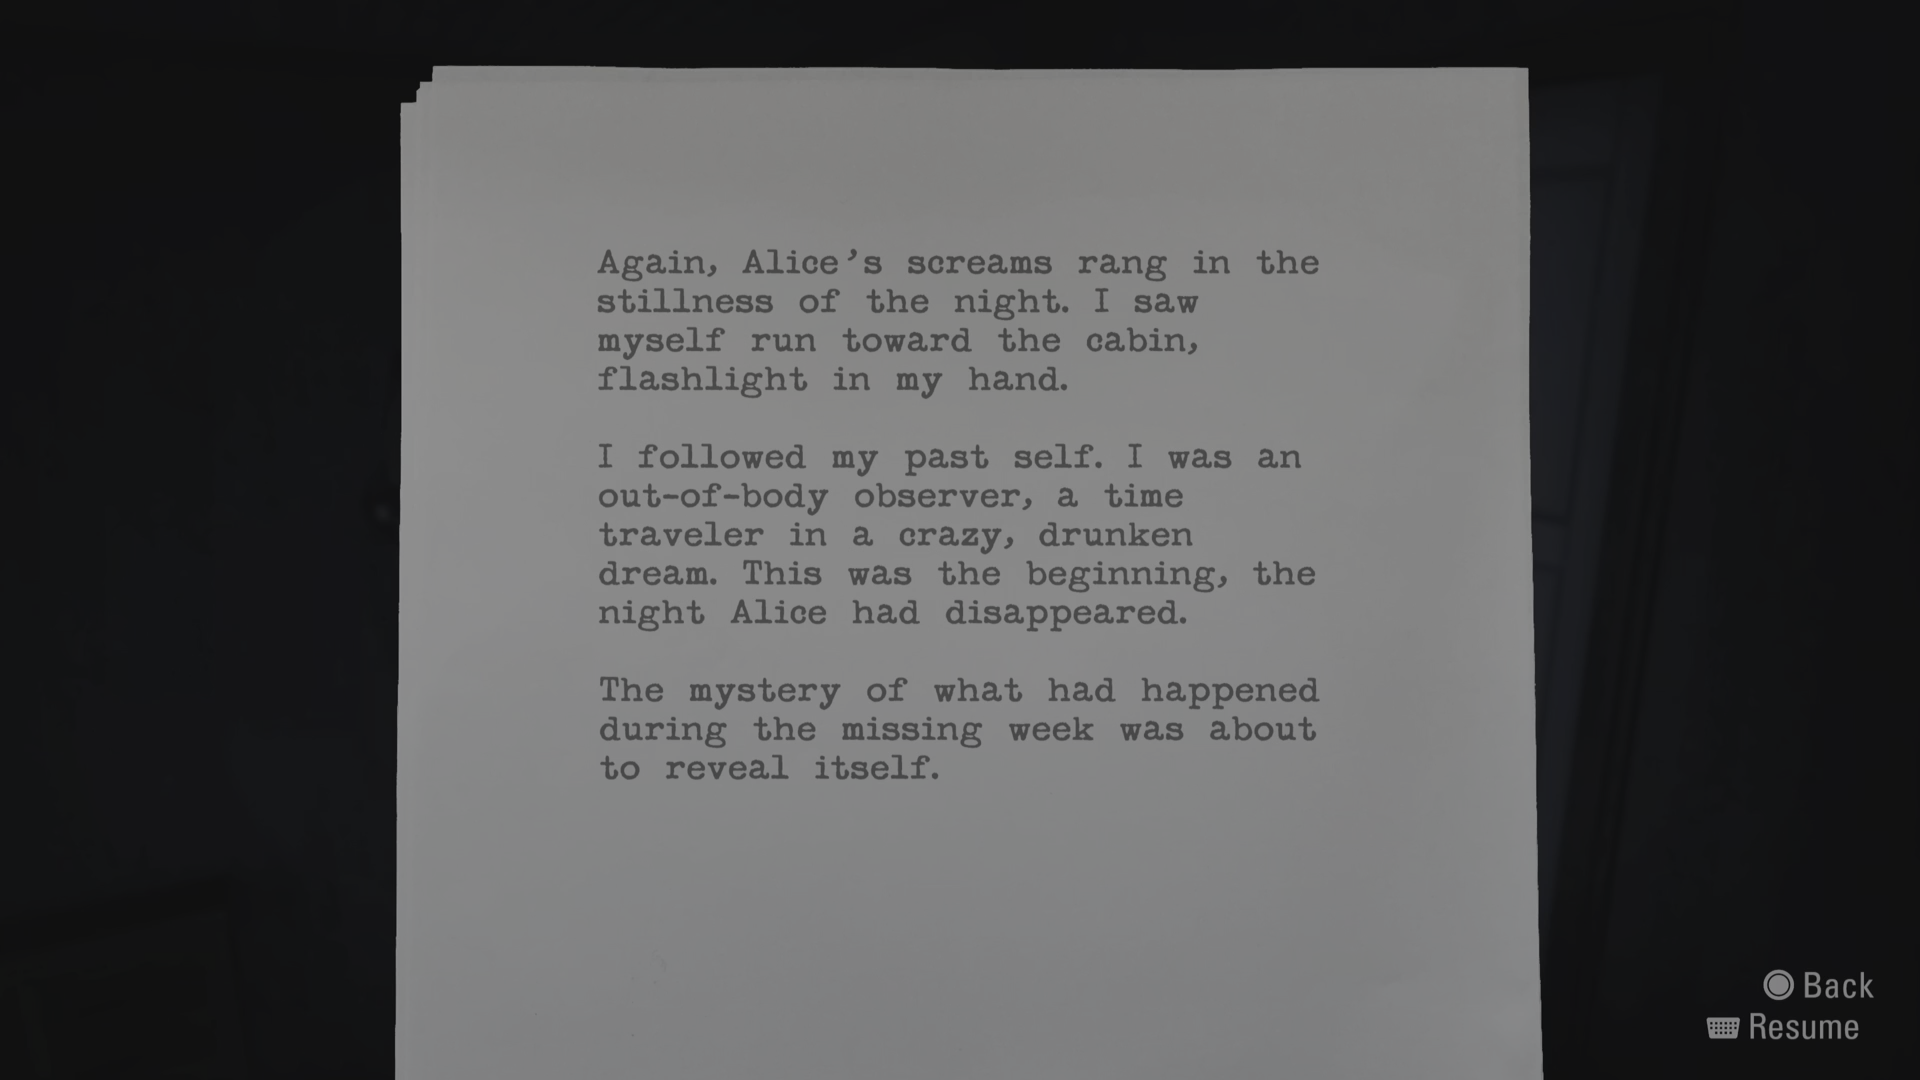 Again, Alice’s screams rang in the
stillness of the night. I saw
myself run toward the cabin,
flashlight in my hand.
I followed my past self. I was an
out-of-body observer, a time
traveler in a crazy, drunken
dream. This was the beginning, the
night Alice had disappeared.
The mystery of what had happened
during the missing week was about
to reveal itself.
Back
Resume